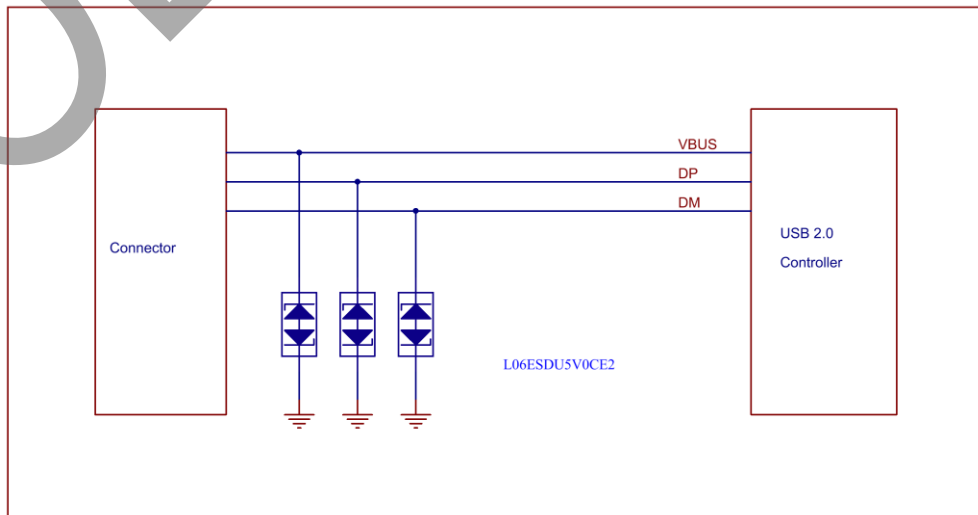 VBUS
DP
DM
Connector
USB 2.0
Controller
L06ESDU5V0CE2